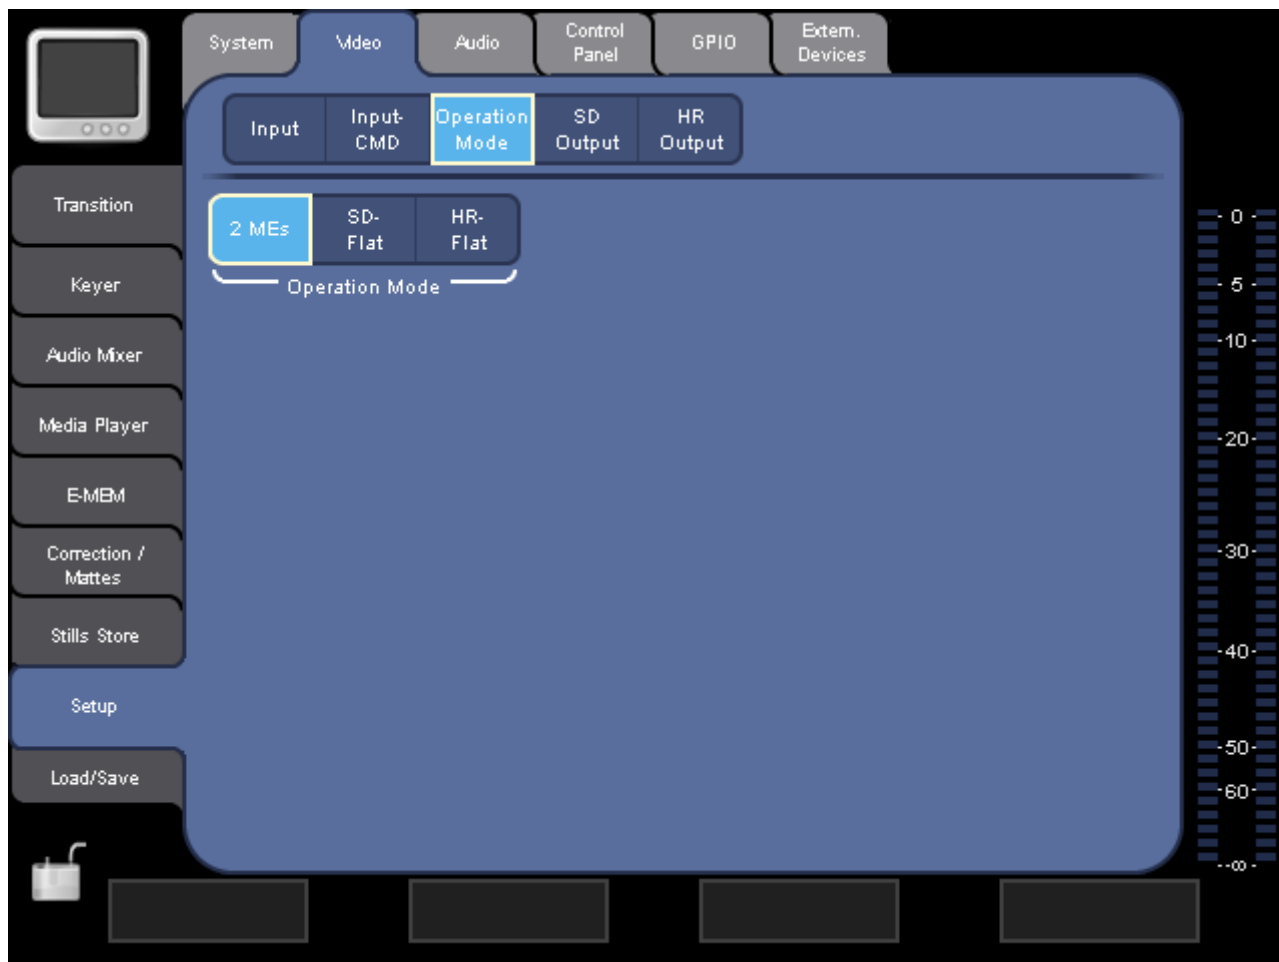 System
Video
Audio
Control
Panel
GPIO
Extern.
Devices
Input
Input-
CMD
Operation
Mode
SD
Output
HR
Output
2 MEs
SD-
Flat
HR-
Flat
Operation Mode
Transition
Keyer
Audio Mixer
Media Player
E-MEM
Correction /
Mattes
Stills Store
Setup
Load/Save
- 0 -
- 5 -
-10-
-20-
-30-
-40-
-50-
-60-
--∞-